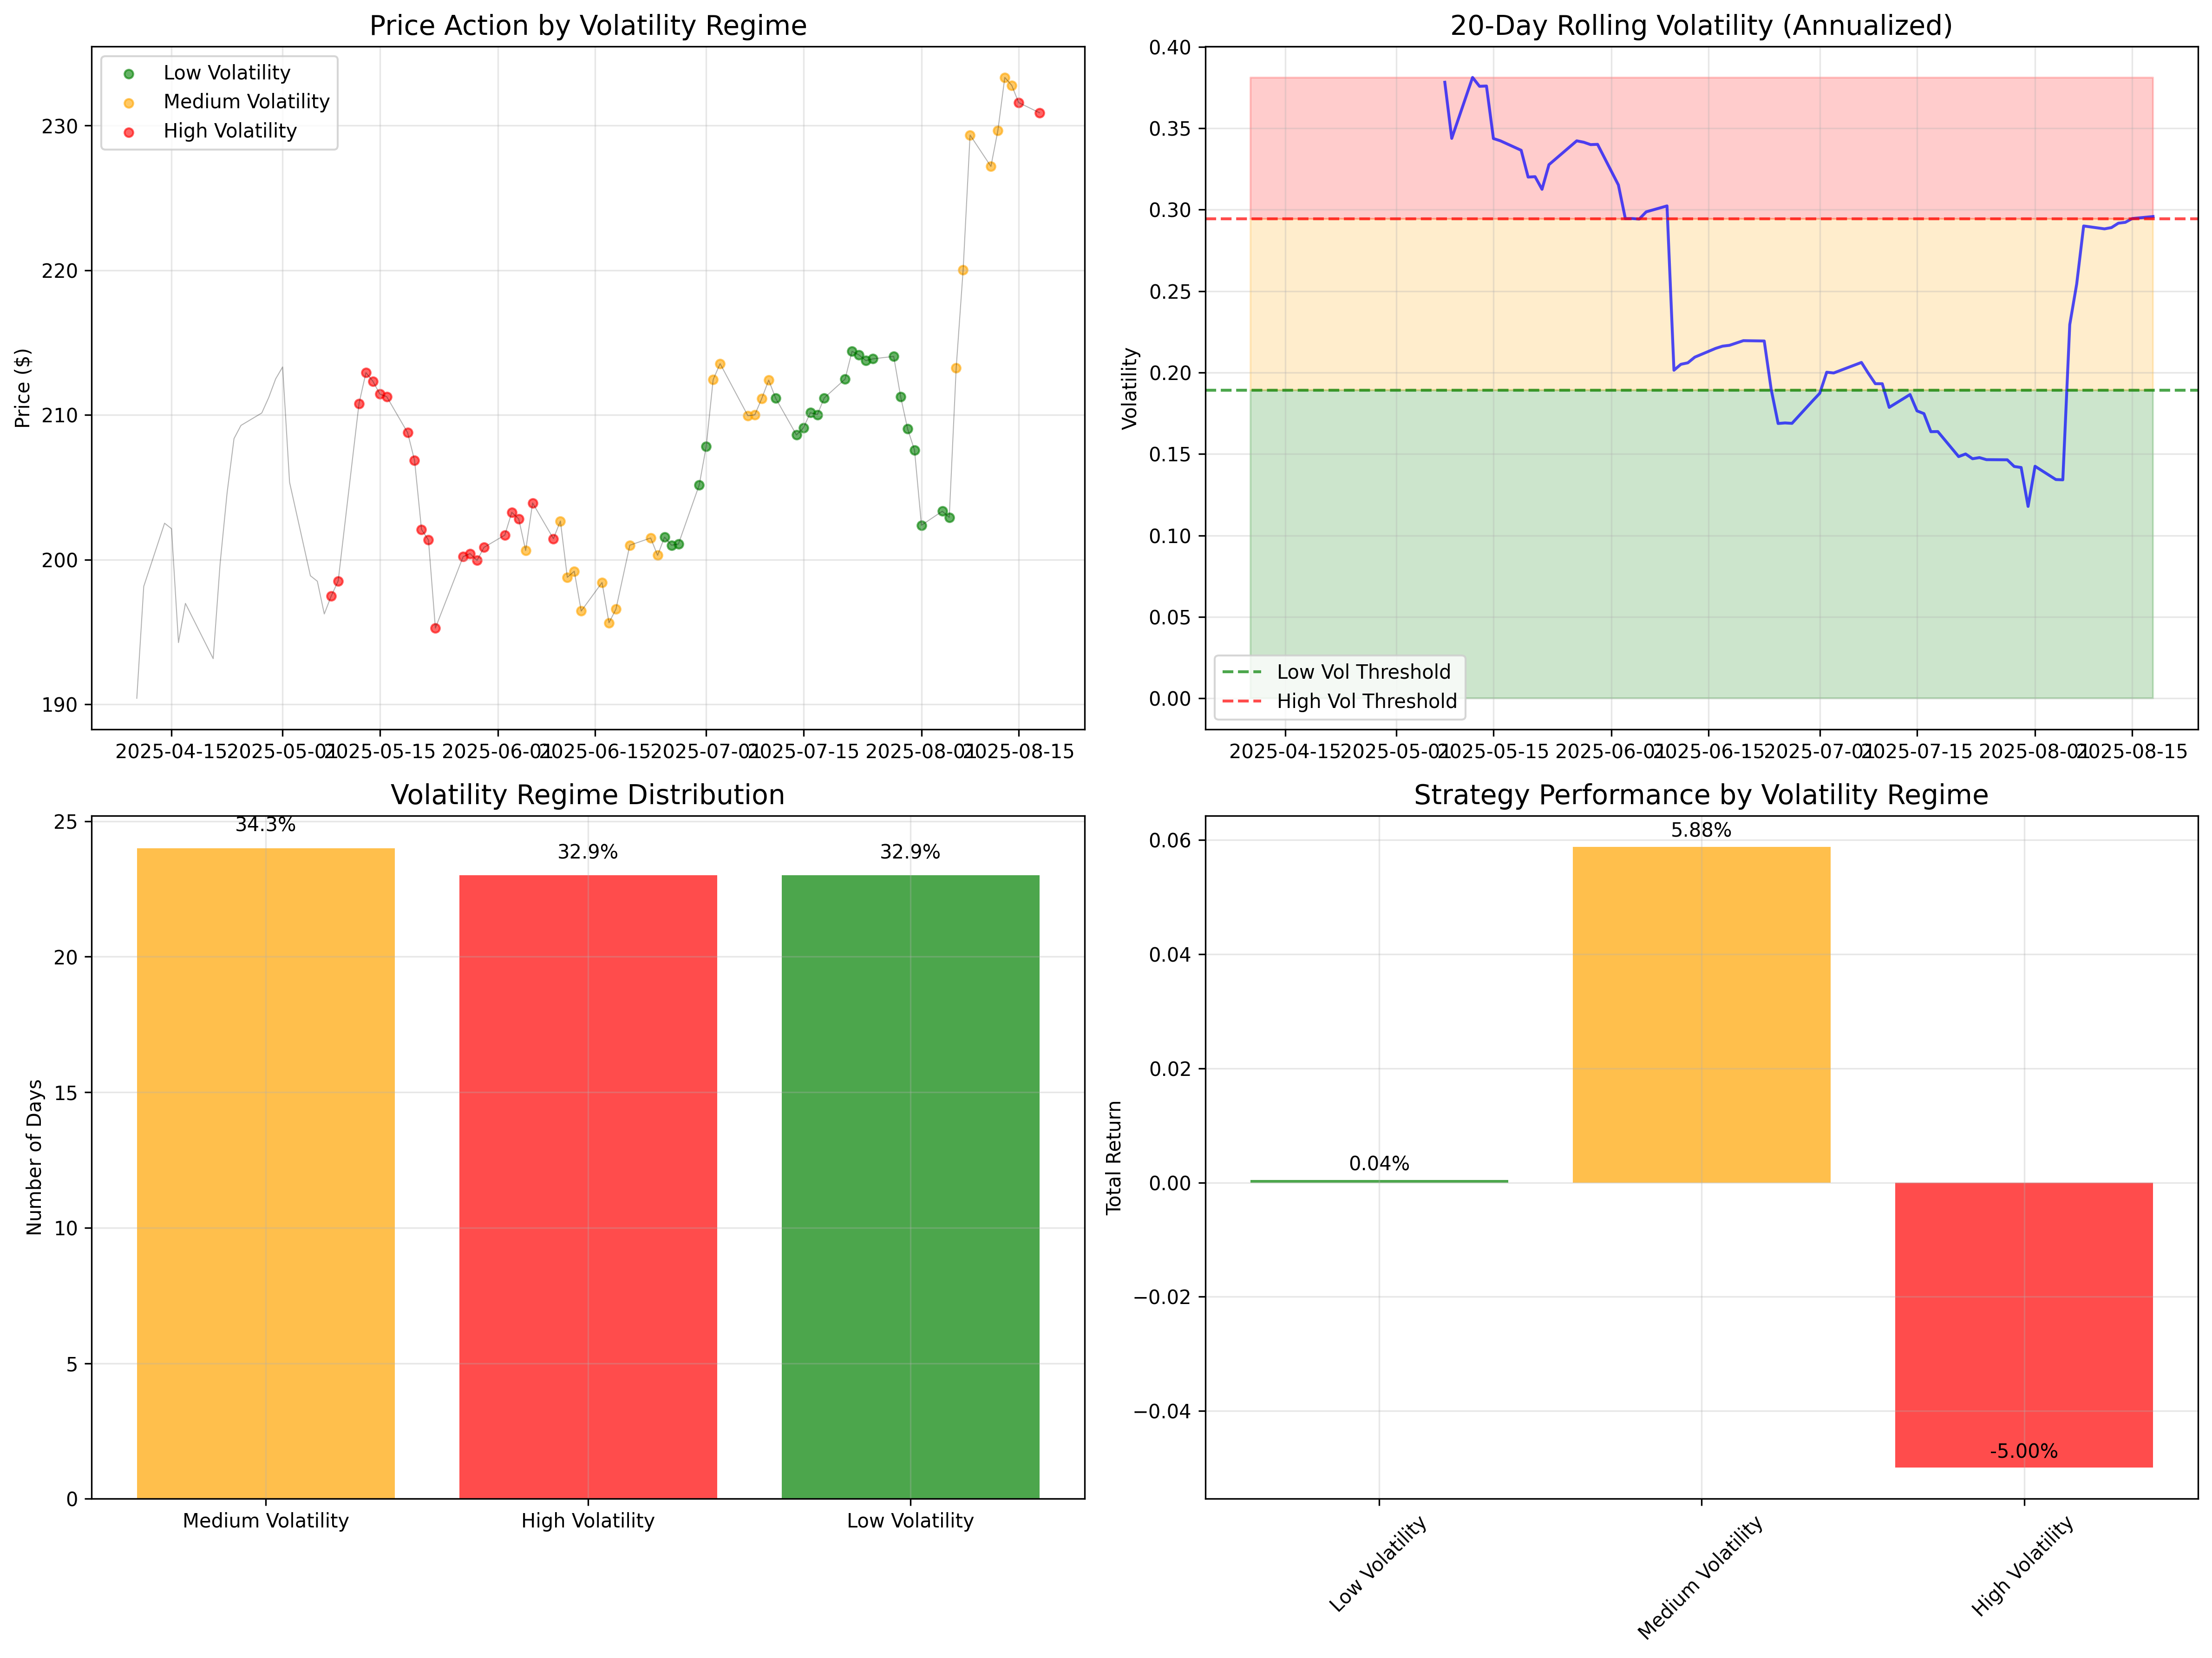 Price Action by Volatility Regime
Low Volatility
Medium Volatility
High Volatility
Price ($)
230
220
210
200
190
2025-04-15
2025-05-01
2025-05-15
2025-06-01
2025-06-15
2025-07-01
2025-07-15
2025-08-01
2025-08-15
20-Day Rolling Volatility (Annualized)
Volatility
0.40
0.35
0.30
0.25
0.20
0.15
0.10
0.05
0.00
Low Vol Threshold
High Vol Threshold
2025-04-15
2025-05-01
2025-05-15
2025-06-01
2025-06-15
2025-07-01
2025-07-15
2025-08-01
2025-08-15
Volatility Regime Distribution
Number of Days
25
20
15
10
5
0
34.3%
32.9%
32.9%
Medium Volatility
High Volatility
Low Volatility
Strategy Performance by Volatility Regime
Total Return
0.06
0.04
0.02
0.00
−0.02
−0.04
0.04%
5.88%
-5.00%
Low Volatility
Medium Volatility
High Volatility